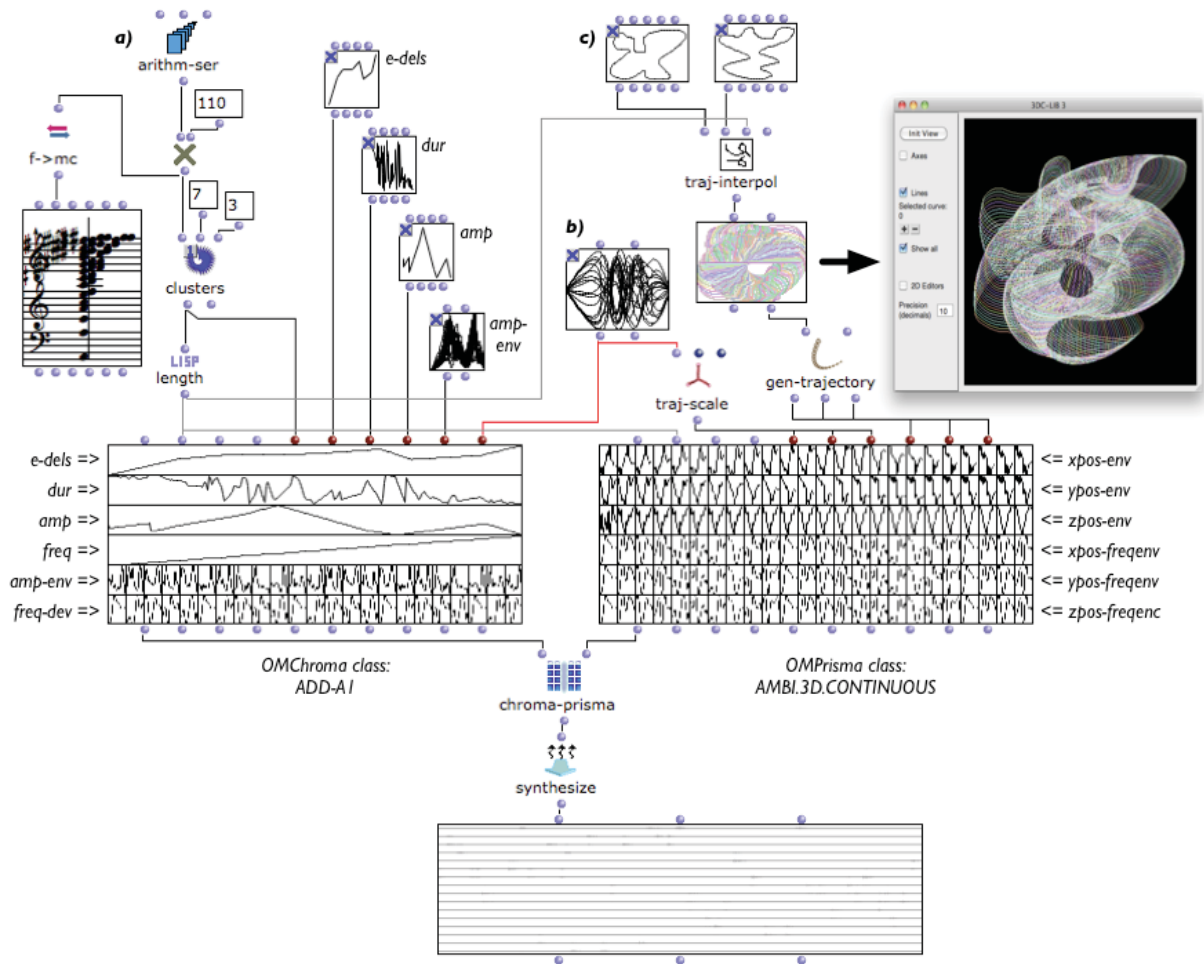 a)
arithm-ser
110
f->mc
7
3
clusters
LISP
length
e-dels
dur
amp
amp-
env
b)
c)
traj-interpol
traj-scale
gen-trajectory
3DC-LIB 3
Init View
Axes
Lines
Selected curve:
0
+ −
Show all
2D Editors
Precision
(decimals)
10
e-dels =>
dur =>
amp =>
freq =>
amp-env =>
freq-dev =>
<= xpos-env
<= ypos-env
<= zpos-env
<= xpos-freqenv
<= ypos-freqenv
<= zpos-freqenc
OMChroma class:
ADD-A1
OMPrisma class:
AMBI.3D.CONTINUOUS
chroma-prisma
synthesize